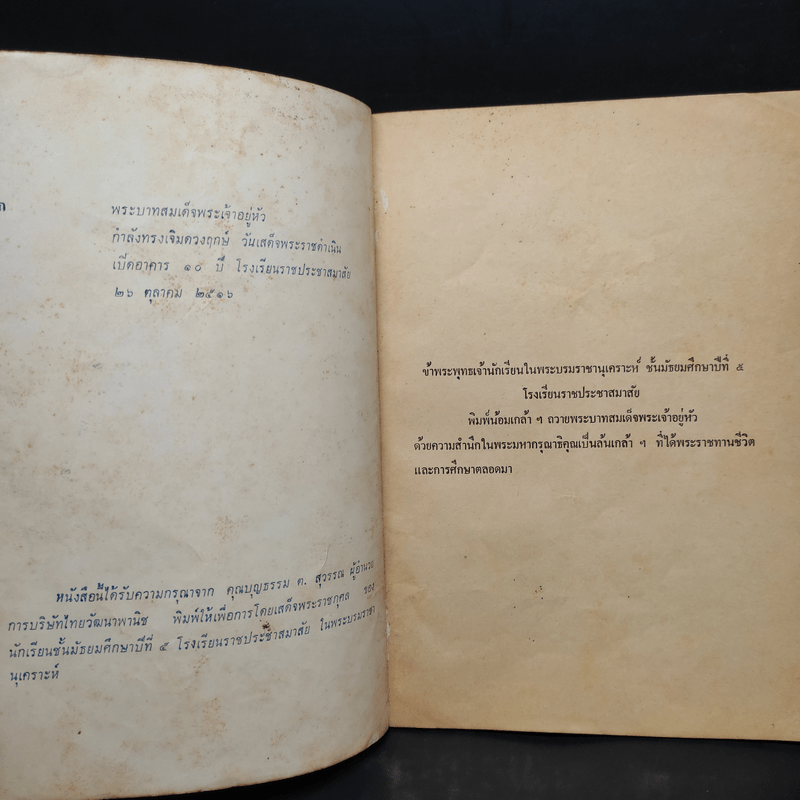 ก
พระบาทสมเด็จพระเจ้าอยู่หัว
กำลังทรงเจิมดวงฤกษ์ วันเสด็จพระราชดำเนิน
เปิดอาคาร ๑๐ ปี โรงเรียนราชประชาสมาสัย
๒๖ ตุลาคม ๒๕๑๖
หนังสือนี้ได้รับความกรุณาจาก คุณบุญธรรม ต. สุวรรณ ผู้อำนวย
การบริษัทไทยวัฒนาพานิช พิมพ์ให้เพื่อการโดยเสด็จพระราชกุศล ของ
นักเรียนชั้นมัธยมศึกษาปีที่ ๕ โรงเรียนราชประชาสมาสัย ในพระบรมราชา
นุเคราะห์
ข้าพระพุทธเจ้านักเรียนในพระบรมราชานุเคราะห์ ชั้นมัธยมศึกษาปีที่ ๕
โรงเรียนราชประชาสมาสัย
พิมพ์น้อมเกล้า ฯ ถวายพระบาทสมเด็จพระเจ้าอยู่หัว
ด้วยความสำนึกในพระมหากรุณาธิคุณเป็นล้นเกล้า ฯ ที่ได้พระราชทานชีวิต
และการศึกษาตลอดมา